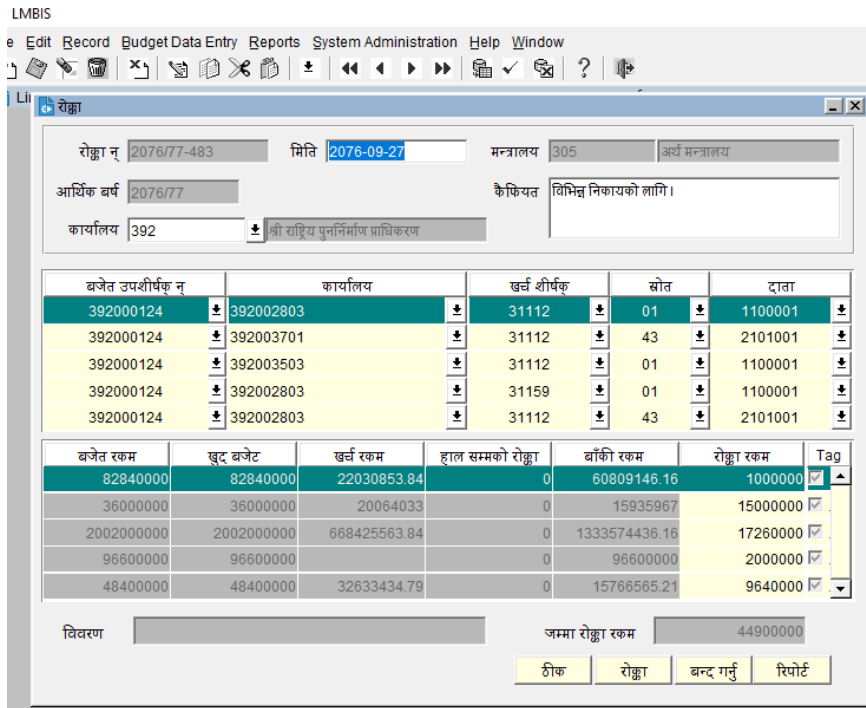 LMBIS
e Edit Record Budget Data Entry Reports System Administration Help Window
Li
रोक्का
रोक्का न् 2076/77-483 मिति 2076-09-27 मन्त्रालय 305 अर्थ मन्त्रालय
आर्थिक बर्ष 2076/77 कैफियत विभिन्न निकायको लागि।
कार्यालय 392 श्री राष्ट्रिय पुनर्निर्माण प्राधिकरण
बजेत उपशीर्षक् न् कार्यालय खर्च शीर्षक् स्रोत दाता
392000124 392002803 31112 01 1100001
392000124 392003701 31112 43 2101001
392000124 392003503 31112 01 1100001
392000124 392002803 31159 01 1100001
392000124 392002803 31112 43 2101001
बजेत रकम खुद बजेट खर्च रकम हाल सम्मको रोक्का बाँकी रकम रोक्का रकम Tag
82840000 82840000 22030853.84 0 60809146.16 1000000
36000000 36000000 20064033 0 15935967 15000000
2002000000 2002000000 668425563.84 0 1333574436.16 17260000
96600000 96600000 0 96600000 2000000
48400000 48400000 32633434.79 0 15766565.21 9640000
विवरण जम्मा रोक्का रकम 44900000
ठीक रोक्का बन्द गर्नु रिपोर्ट